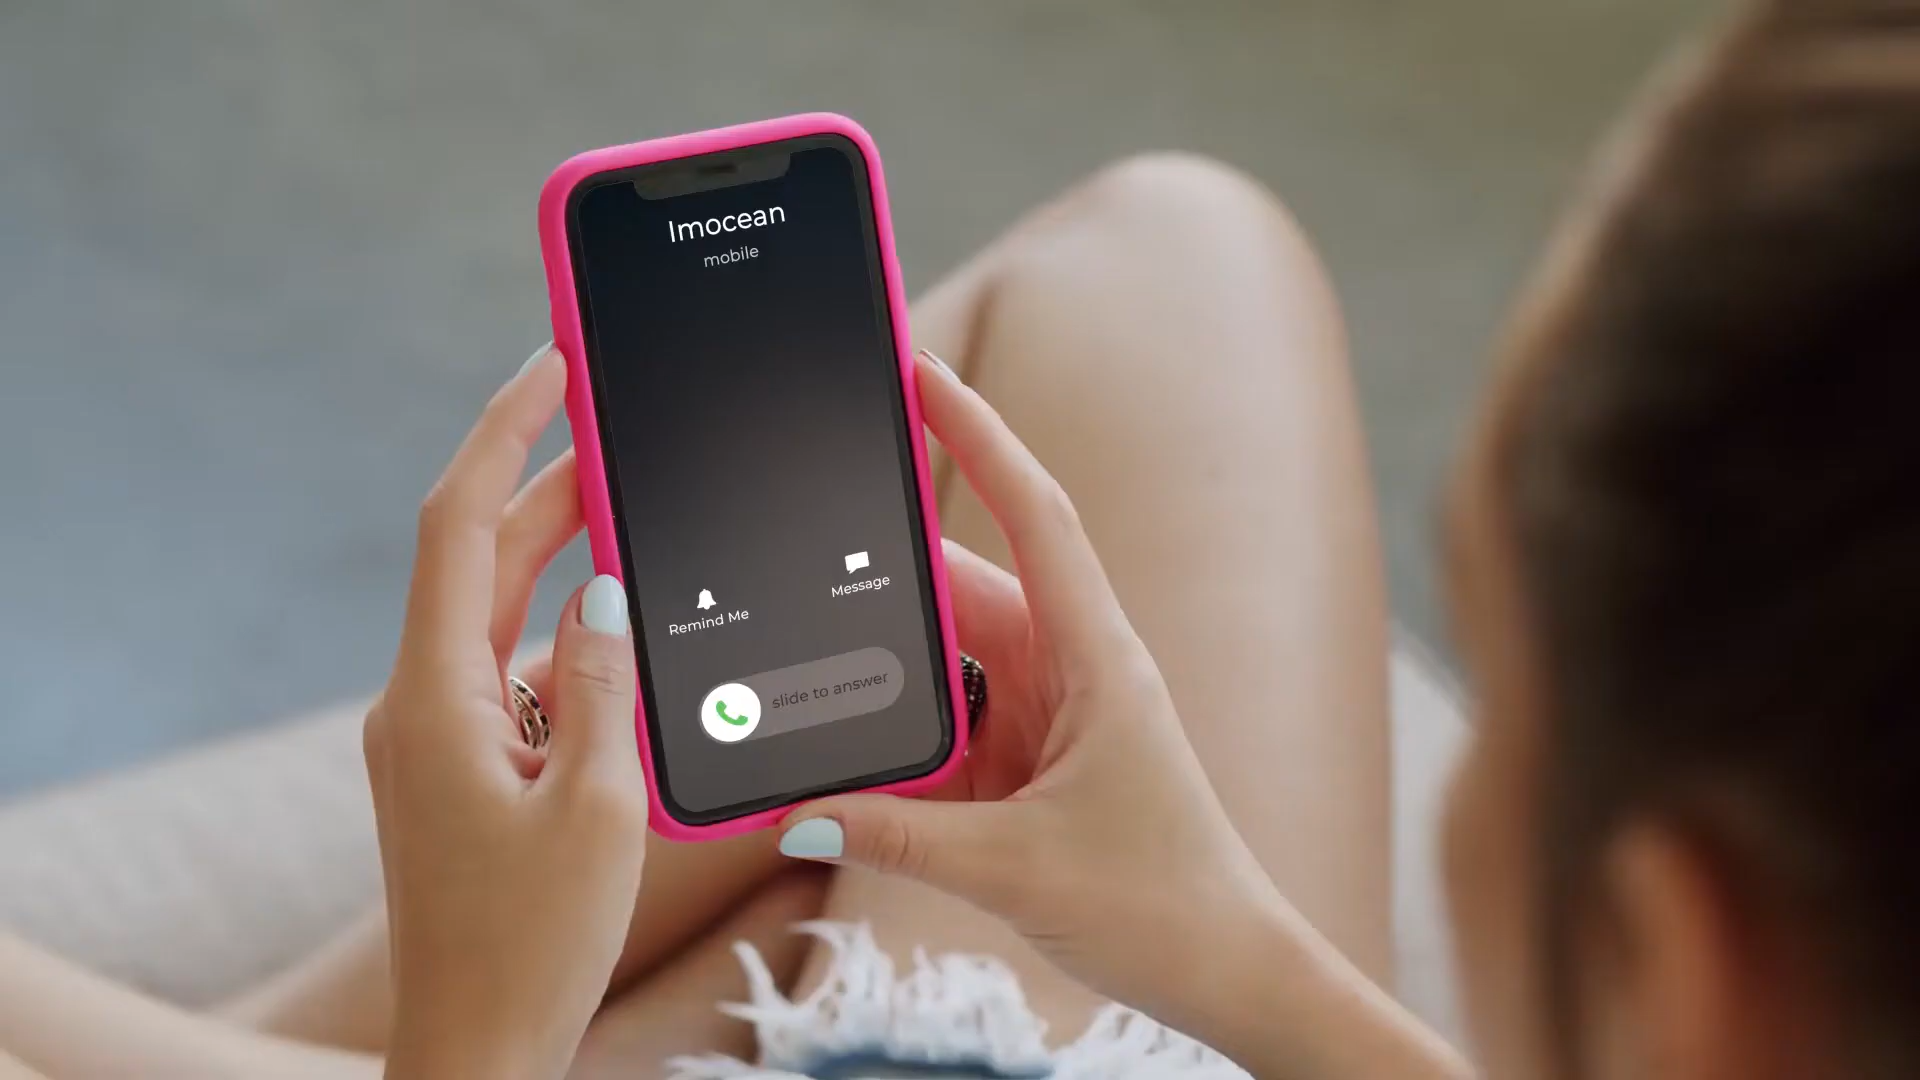 Imocean
mobile
Message
Remind Me
slide to answer